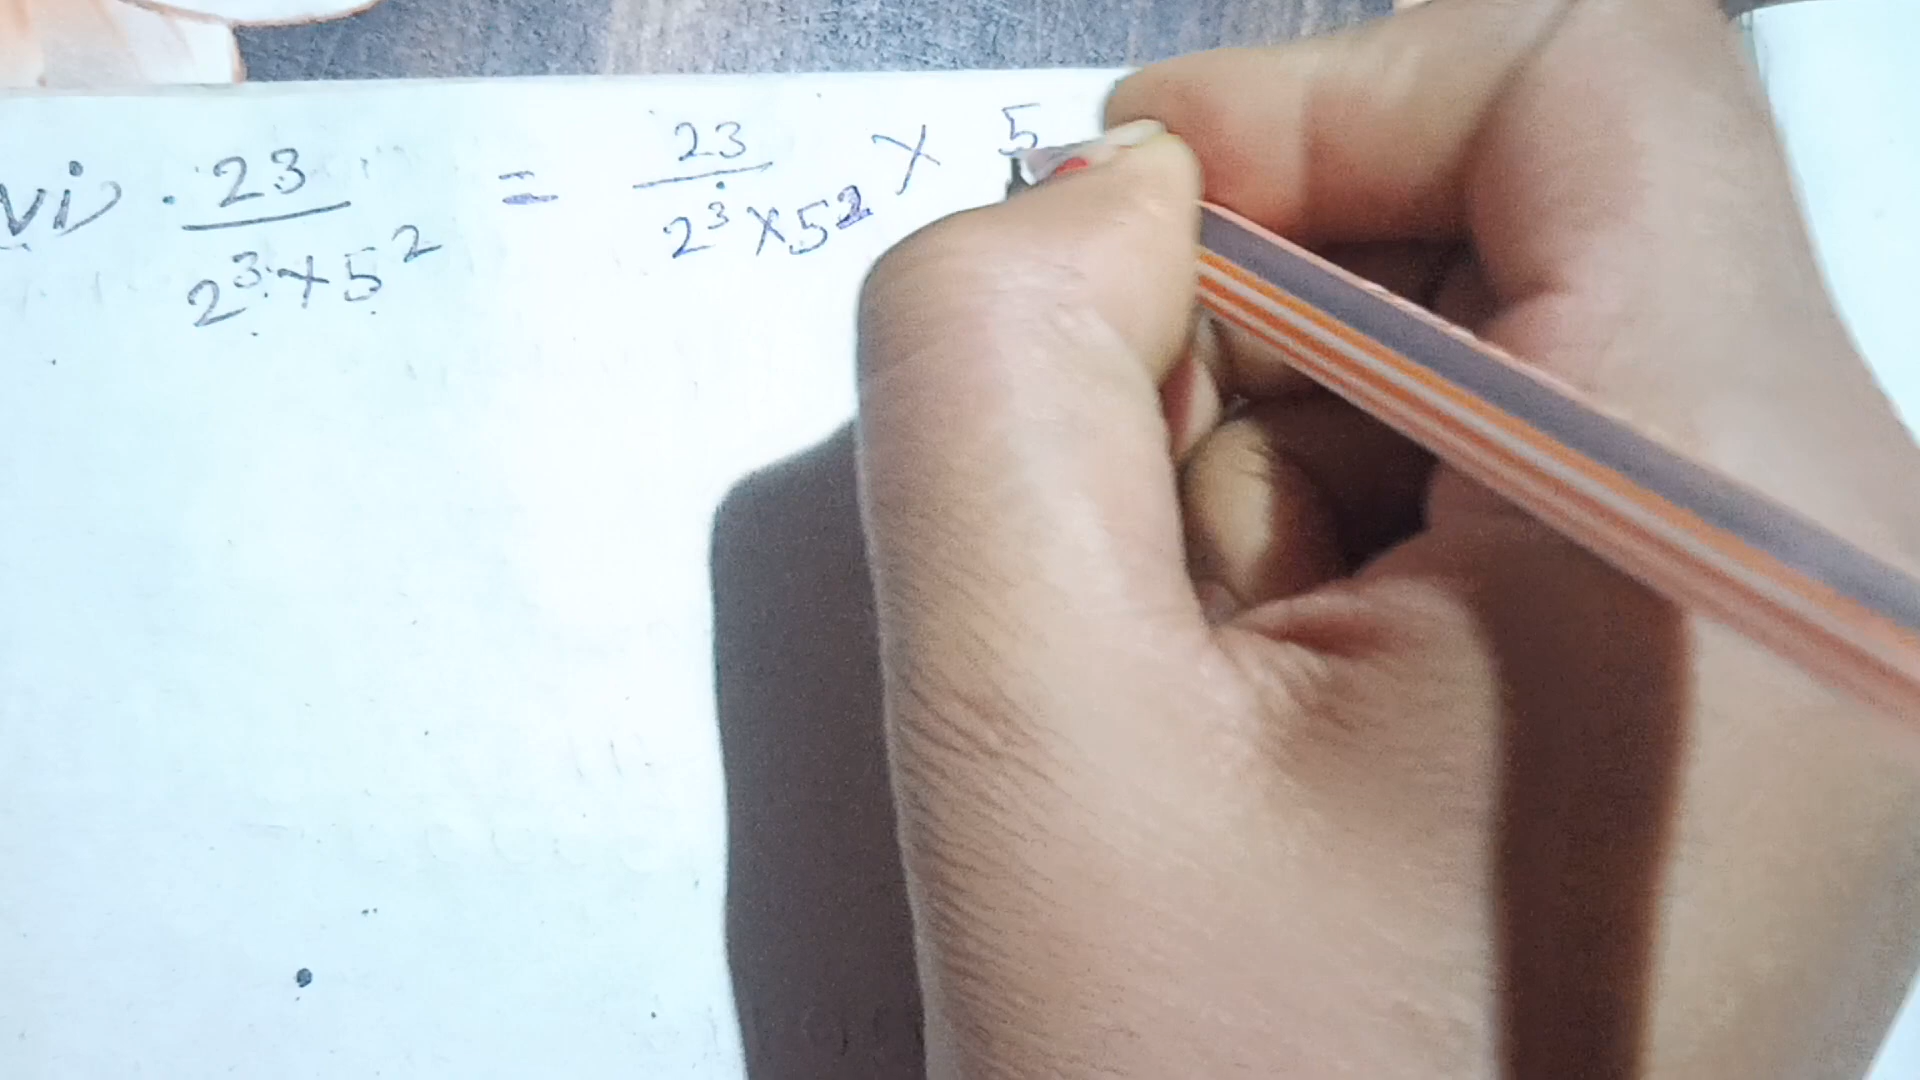 vi) 23/2³×5² = 23/2³×5² × 5